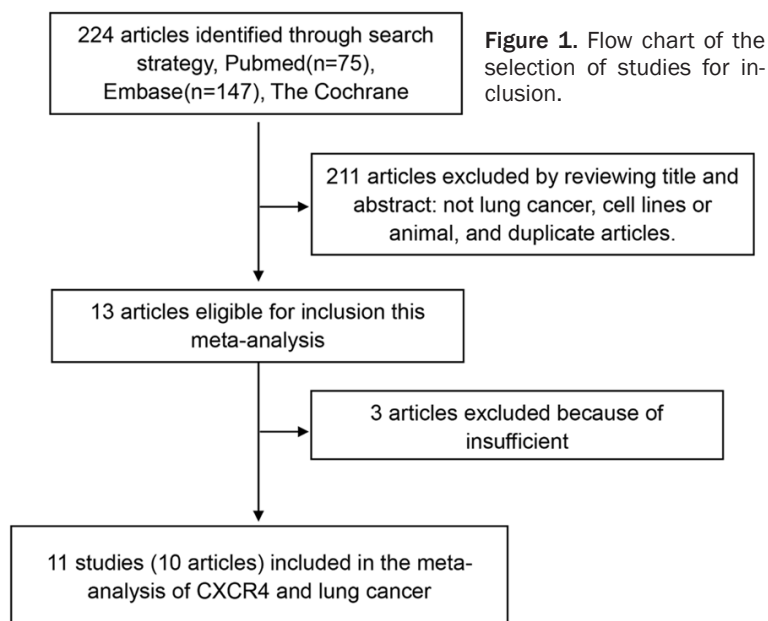 224 articles identified through search
strategy, Pubmed(n=75),
Embase(n=147), The Cochrane
Figure 1. Flow chart of the
selection of studies for in-
clusion.
211 articles excluded by reviewing title and
abstract: not lung cancer, cell lines or
animal, and duplicate articles.
13 articles eligible for inclusion this
meta-analysis
3 articles excluded because of
insufficient
11 studies (10 articles) included in the meta-
analysis of CXCR4 and lung cancer